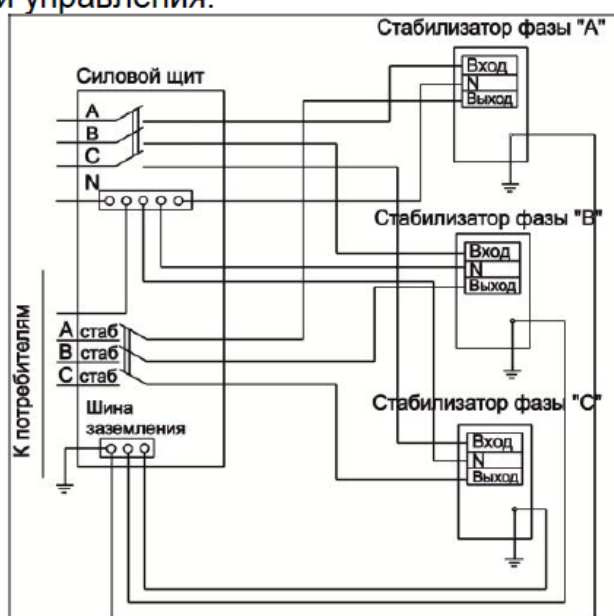 и управления.
Стабилизатор фазы "А"
Силовой щит
Вход
N
Выход
А
В
С
N
Стабилизатор фазы "В"
Вход
N
Выход
К потребителям
А стаб
В стаб
С стаб
Шина
заземления
Стабилизатор фазы "С"
Вход
N
Выход